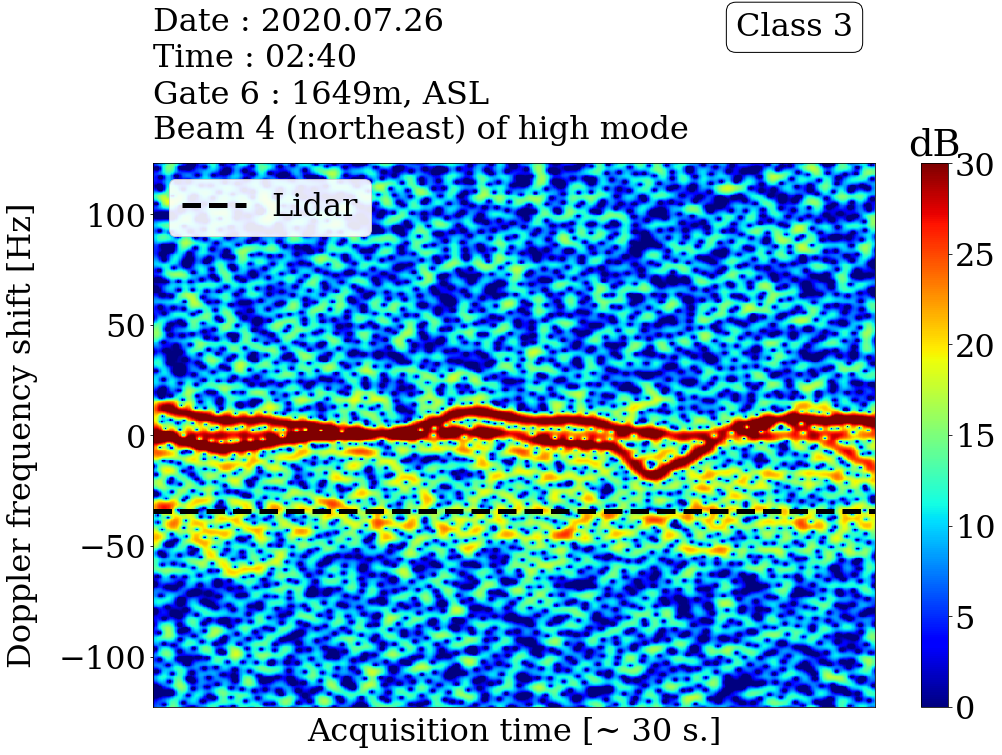 Date : 2020.07.26
Time : 02:40
Gate 6 : 1649m, ASL
Beam 4 (northeast) of high mode
Class 3
dB
Lidar
Doppler frequency shift [Hz]
100
50
0
−50
−100
Acquisition time [~ 30 s.]
30
25
20
15
10
5
0